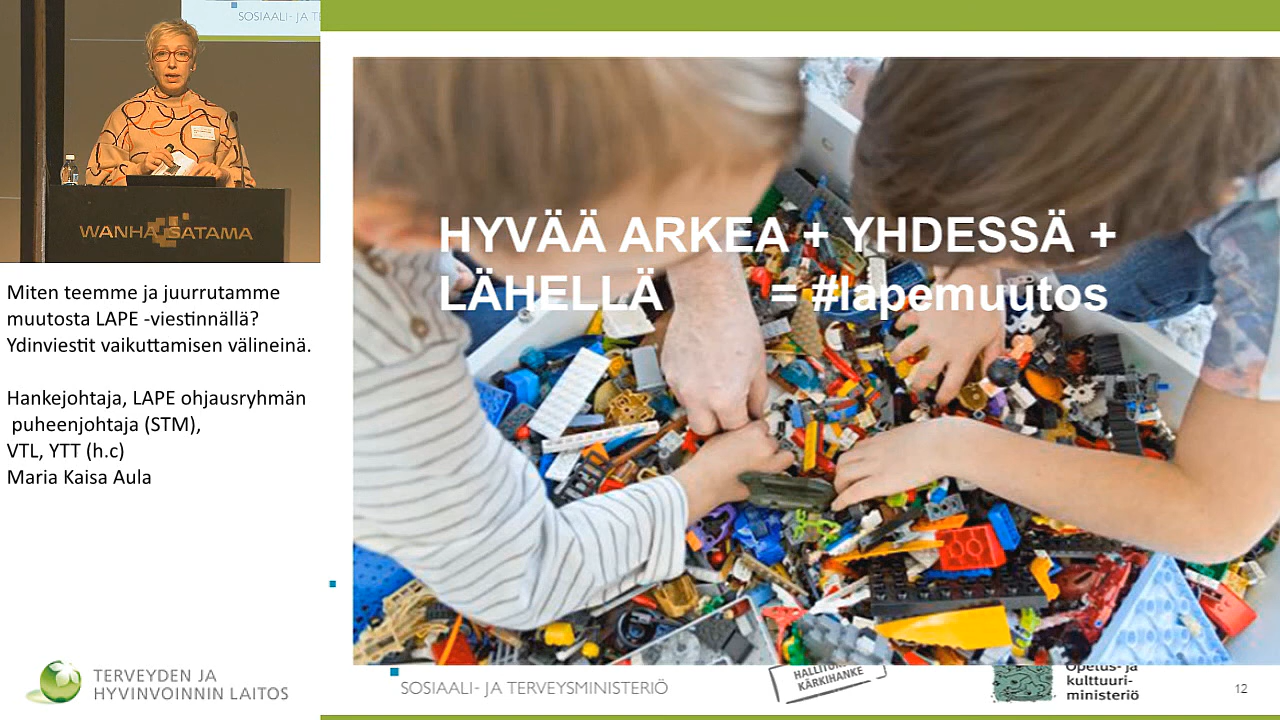 SOSIAALI- JA TE
WANHA SATAMA
Miten teemme ja juurrutamme
muutosta LAPE -viestinnällä?
Ydinviestit vaikuttamisen välineinä.
Hankejohtaja, LAPE ohjausryhmän
puheenjohtaja (STM),
VTL, YTT (h.c)
Maria Kaisa Aula
TERVEYDEN JA
HYVINVOINNIN LAITOS
HYVÄÄ ARKEA + YHDESSÄ +
LÄHELLÄ = #lapemuutos
SOSIAALI- JA TERVEYSMINISTERIÖ
HALLITUKSEN
KÄRKIHANKE
Opetus- ja
kulttuuri-
ministeriö
12